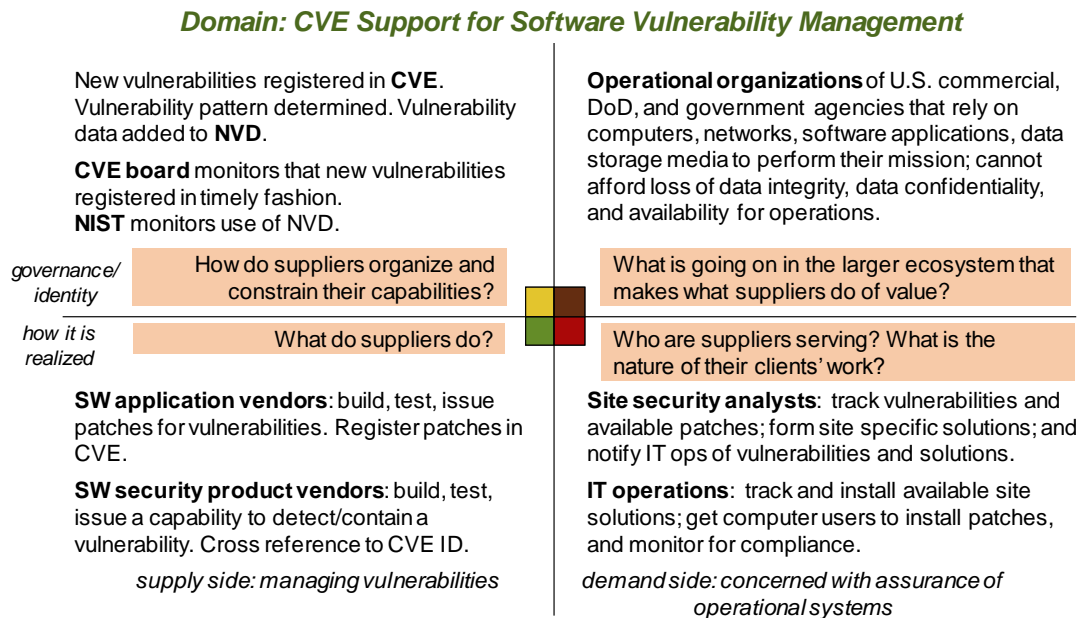 Domain: CVE Support for Software Vulnerability Management
New vulnerabilities registered in CVE.
Vulnerability pattern determined. Vulnerability
data added to NVD.
CVE board monitors that new vulnerabilities
registered in timely fashion.
NIST monitors use of NVD.
Operational organizations of U.S. commercial,
DoD, and government agencies that rely on
computers, networks, software applications, data
storage media to perform their mission; cannot
afford loss of data integrity, data confidentiality,
and availability for operations.
governance/
identity
How do suppliers organize and
constrain their capabilities?
What is going on in the larger ecosystem that
makes what suppliers do of value?
how it is
realized
What do suppliers do?
Who are suppliers serving? What is the
nature of their clients' work?
SW application vendors: build, test, issue
patches for vulnerabilities. Register patches in
CVE.
SW security product vendors: build, test,
issue a capability to detect/contain a
vulnerability. Cross reference to CVE ID.
supply side: managing vulnerabilities
Site security analysts: track vulnerabilities and
available patches; form site specific solutions; and
notify IT ops of vulnerabilities and solutions.
IT operations: track and install available site
solutions; get computer users to install patches,
and monitor for compliance.
demand side: concerned with assurance of
operational systems